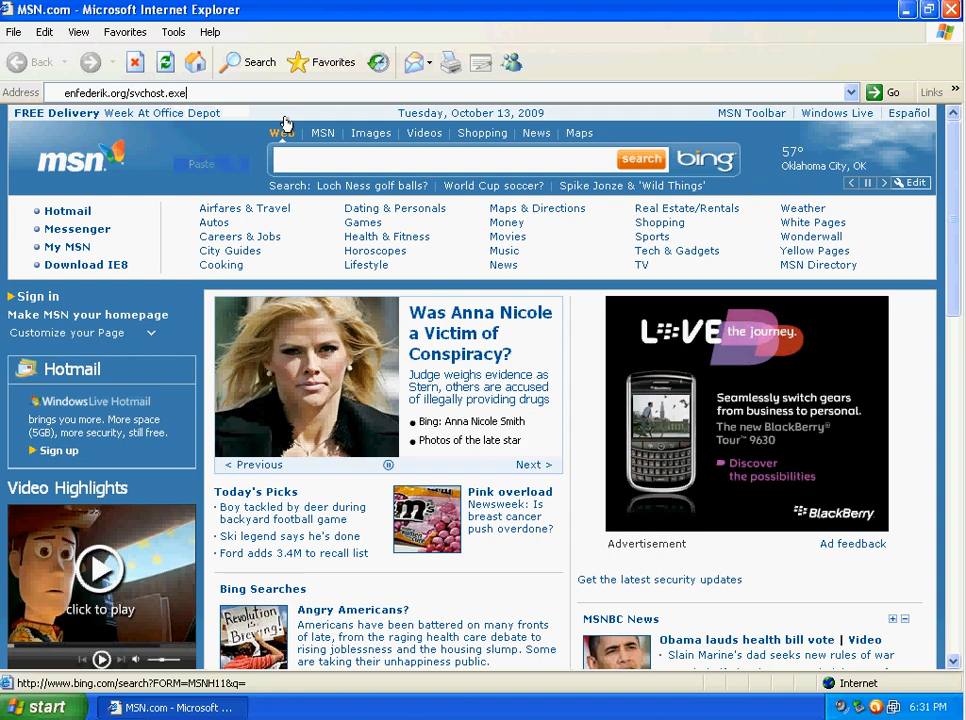 MSN.com - Microsoft Internet Explorer
File Edit View Favorites Tools Help
Back Search Favorites
Address enfederik.org/svchost.exe Go Links »
FREE Delivery Week At Office Depot Tuesday, October 13, 2009 MSN Toolbar | Windows Live | Español
Web | MSN | Images | Videos | Shopping | News | Maps
msn Paste search bing 57°
Oklahoma City, OK
Search: Loch Ness golf balls? | World Cup soccer? | Spike Jonze & 'Wild Things' Edit
Hotmail
Messenger
My MSN
Download IE8
Airfares & Travel
Autos
Careers & Jobs
City Guides
Cooking
Dating & Personals
Games
Health & Fitness
Horoscopes
Lifestyle
Maps & Directions
Money
Movies
Music
News
Real Estate/Rentals
Shopping
Sports
Tech & Gadgets
TV
Weather
White Pages
Wonderwall
Yellow Pages
MSN Directory
Sign in
Make MSN your homepage
Customize your Page
Hotmail
WindowsLive Hotmail
brings you more. More space
(5GB), more security, still free.
Sign up
Video Highlights
click to play
Was Anna Nicole
a Victim of
Conspiracy?
Judge weighs evidence as
Stern, others are accused
of illegally providing drugs
• Bing: Anna Nicole Smith
• Photos of the late star
< Previous Next >
Today's Picks
· Boy tackled by deer during
backyard football game
· Ski legend says he's done
· Ford adds 3.4M to recall list
Pink overload
Newsweek: Is
breast cancer
push overdone?
Bing Searches
Revolution
is
Brewing!
Angry Americans?
Americans have been battered on many fronts
of late, from the raging health care debate to
rising joblessness and the housing slump. Some
are taking their unhappiness public.
LOVE the journey.
Seamlessly switch gears
from business to personal.
The new BlackBerry®
Tour™ 9630
Discover
the possibilities
BlackBerry
Advertisement Ad feedback
Get the latest security updates
MSNBC News
Obama lauds health bill vote | Video
· Slain Marine's dad seeks new rules of war
http://www.bing.com/search?FORM=MSNH11&q= Internet
start MSN.com - Microsoft ... 6:31 PM